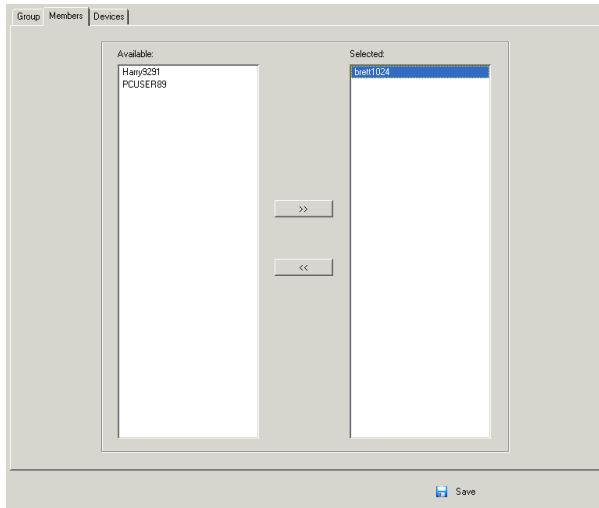 Group Members Devices
Available: Selected:
Harry9291 brett1024
PCUSER89
>>
<<
Save